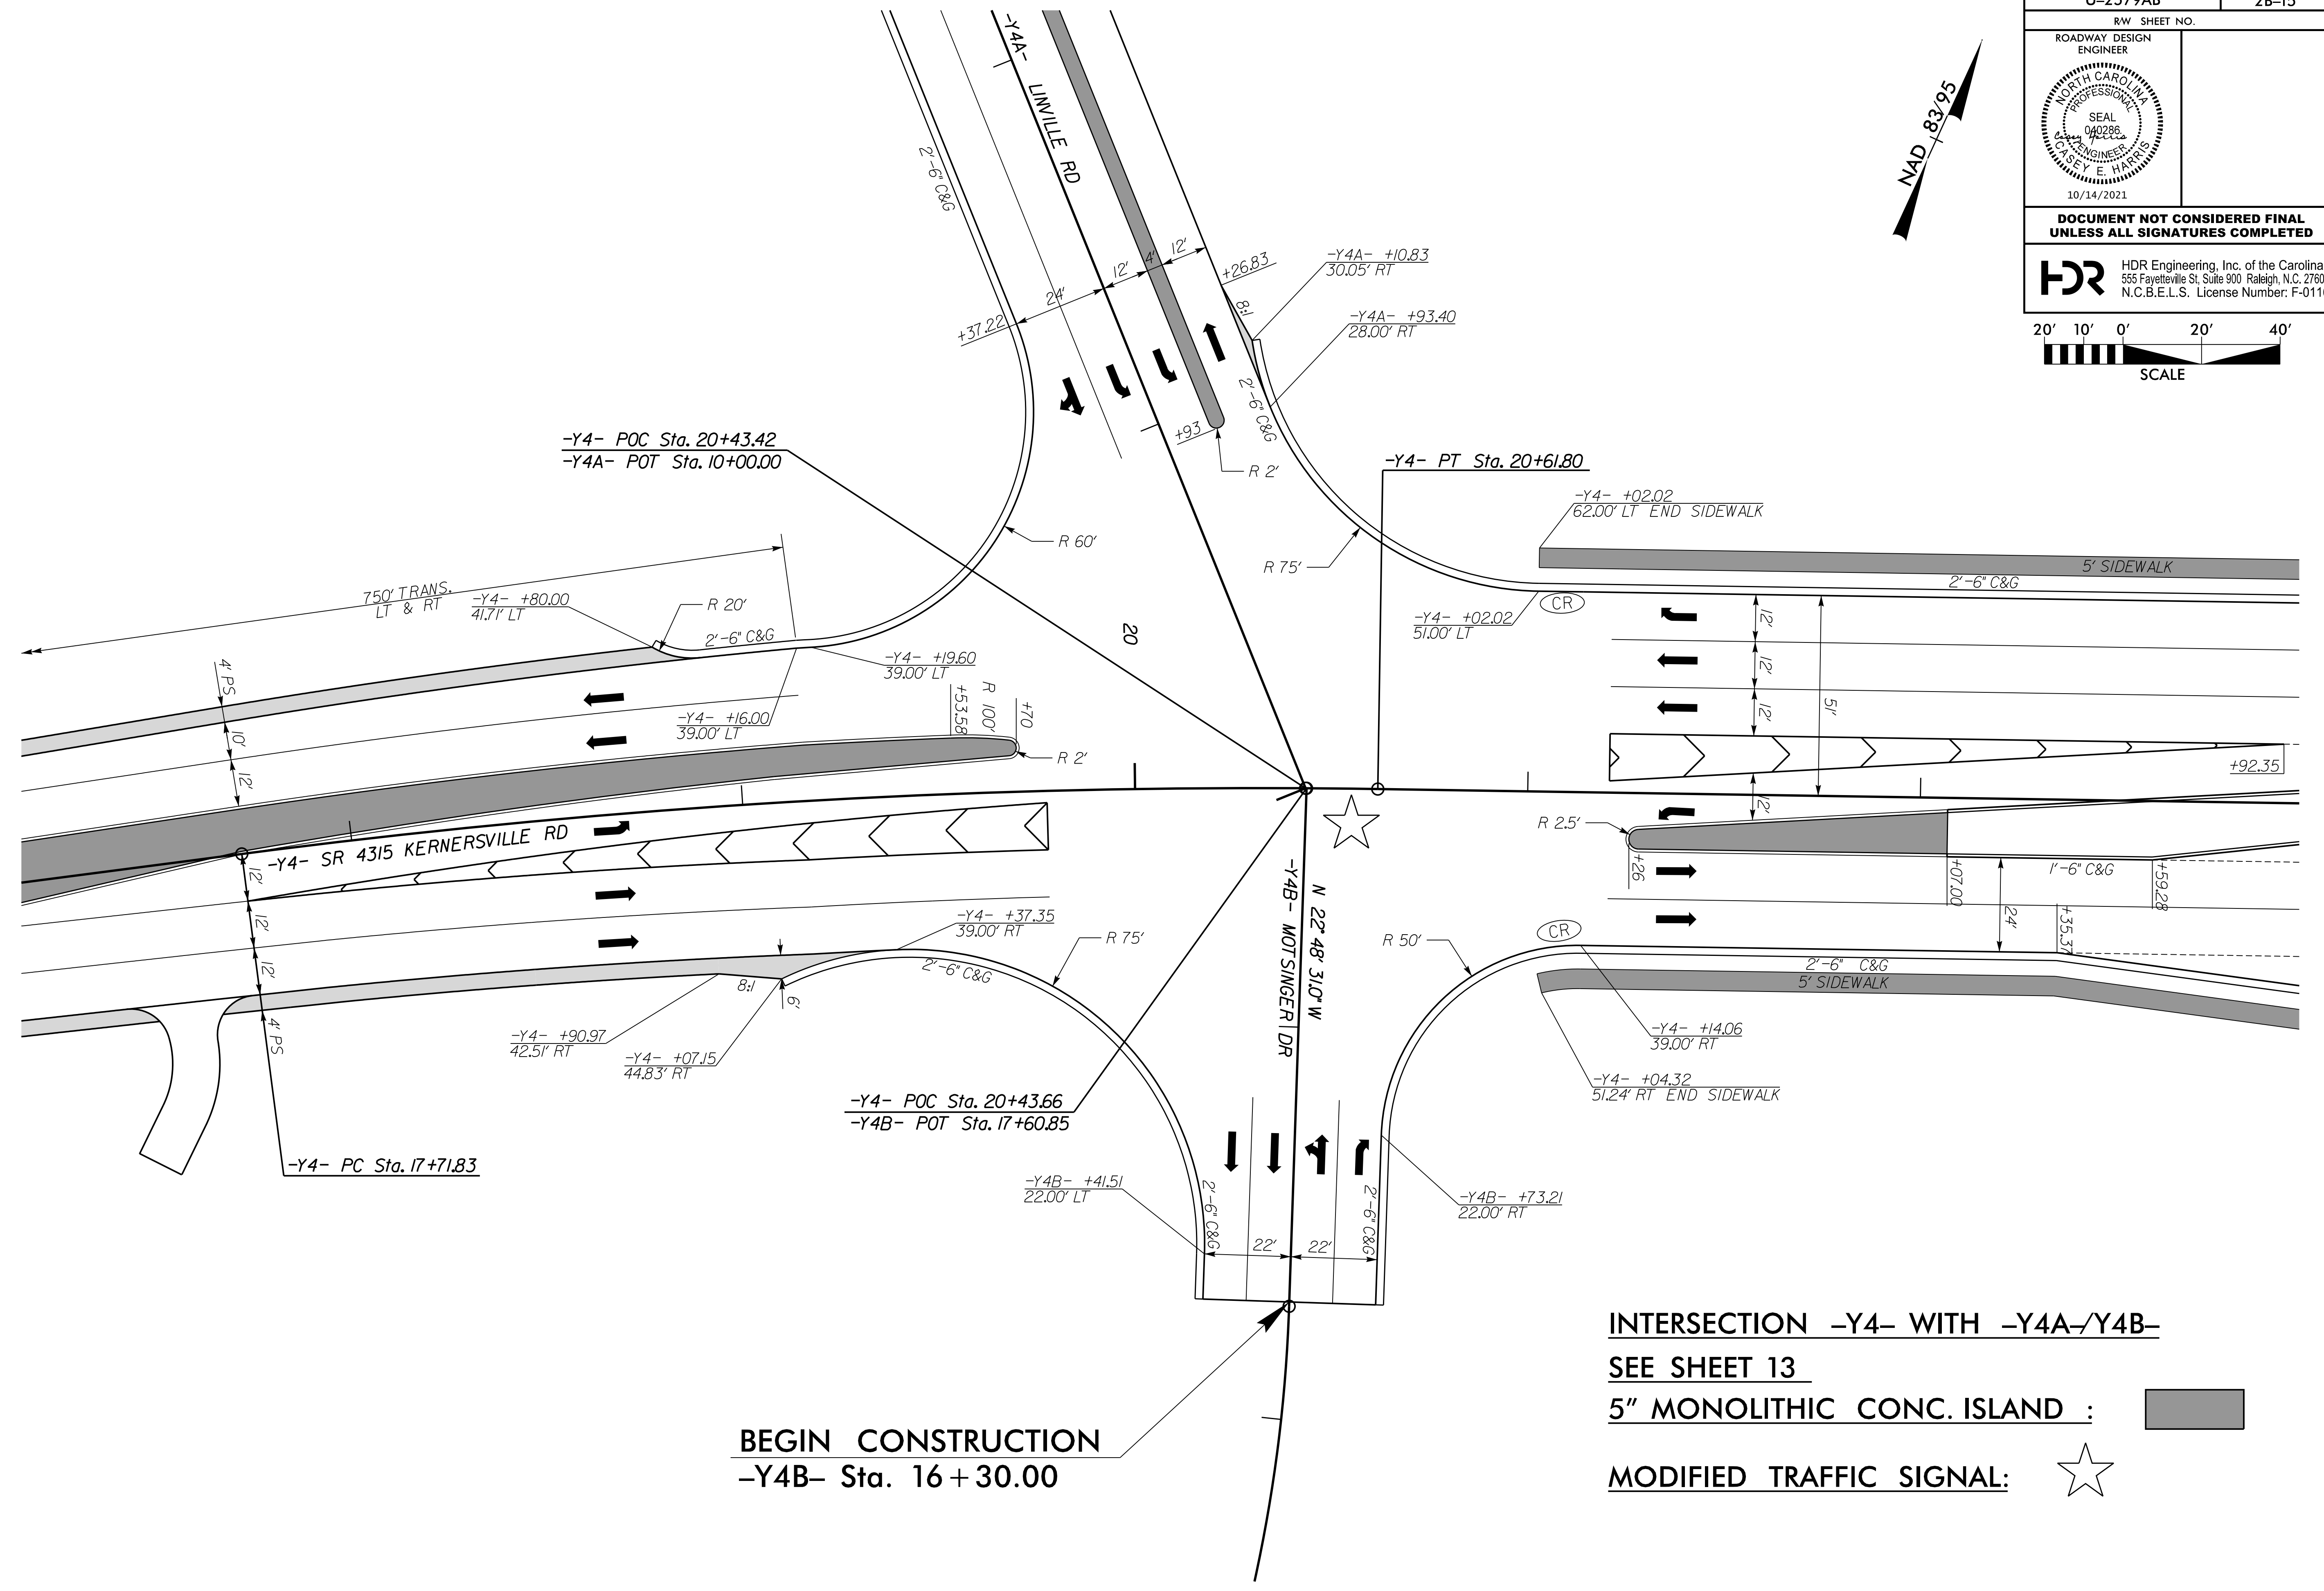 U-2579AB
2B-15
R/W SHEET NO.
ROADWAY DESIGN
ENGINEER
NORTH CAROLINA
PROFESSIONAL
SEAL
040286
Casey Harris
ENGINEER
CASEY E. HARRIS
10/14/2021
DOCUMENT NOT CONSIDERED FINAL
UNLESS ALL SIGNATURES COMPLETED
HDR
HDR Engineering, Inc. of the Carolina
555 Fayetteville St, Suite 900 Raleigh, N.C. 2760
N.C.B.E.L.S. License Number: F-011
20' 10' 0' 20' 40'
SCALE
NAD 83/95
-Y4A- LINVILLE RD
2'-6" C&G
12'
4'
12'
24'
+37.22
+26.83
8:1
-Y4A- +10.83
30.05' RT
-Y4A- +93.40
28.00' RT
2'-6" C&G
+93
R 2'
-Y4- POC Sta. 20+43.42
-Y4A- POT Sta. 10+00.00
-Y4- PT Sta. 20+61.80
-Y4- +02.02
62.00' LT END SIDEWALK
R 60'
R 75'
5' SIDEWALK
2'-6" C&G
CR
-Y4- +02.02
51.00' LT
750' TRANS.
LT & RT
-Y4- +80.00
41.71' LT
R 20'
2'-6" C&G
-Y4- +19.60
39.00' LT
-Y4- +16.00
39.00' LT
20
4' PS
10'
12'
+53.58
R 100'
+70
R 2'
12'
12'
12'
51'
12'
+92.35
-Y4- SR 4315 KERNERSVILLE RD
12'
12'
12'
4' PS
R 2.5'
+26
+07.00
1'-6" C&G
+59.28
24'
+35.37
-Y4- +37.35
39.00' RT
R 75'
2'-6" C&G
8:1
6'
-Y4- +90.97
42.51' RT
-Y4- +07.15
44.83' RT
-Y4B- MOTSINGER DR
N 22° 48' 31.0" W
R 50'
CR
2'-6" C&G
5' SIDEWALK
-Y4- +14.06
39.00' RT
-Y4- +04.32
51.24' RT END SIDEWALK
-Y4- POC Sta. 20+43.66
-Y4B- POT Sta. 17+60.85
-Y4- PC Sta. 17+71.83
-Y4B- +41.51
22.00' LT
2'-6" C&G
22'
22'
2'-6" C&G
-Y4B- +73.21
22.00' RT
INTERSECTION -Y4- WITH -Y4A-/Y4B-
SEE SHEET 13
5" MONOLITHIC CONC. ISLAND :
MODIFIED TRAFFIC SIGNAL:
BEGIN CONSTRUCTION
-Y4B- Sta. 16+30.00